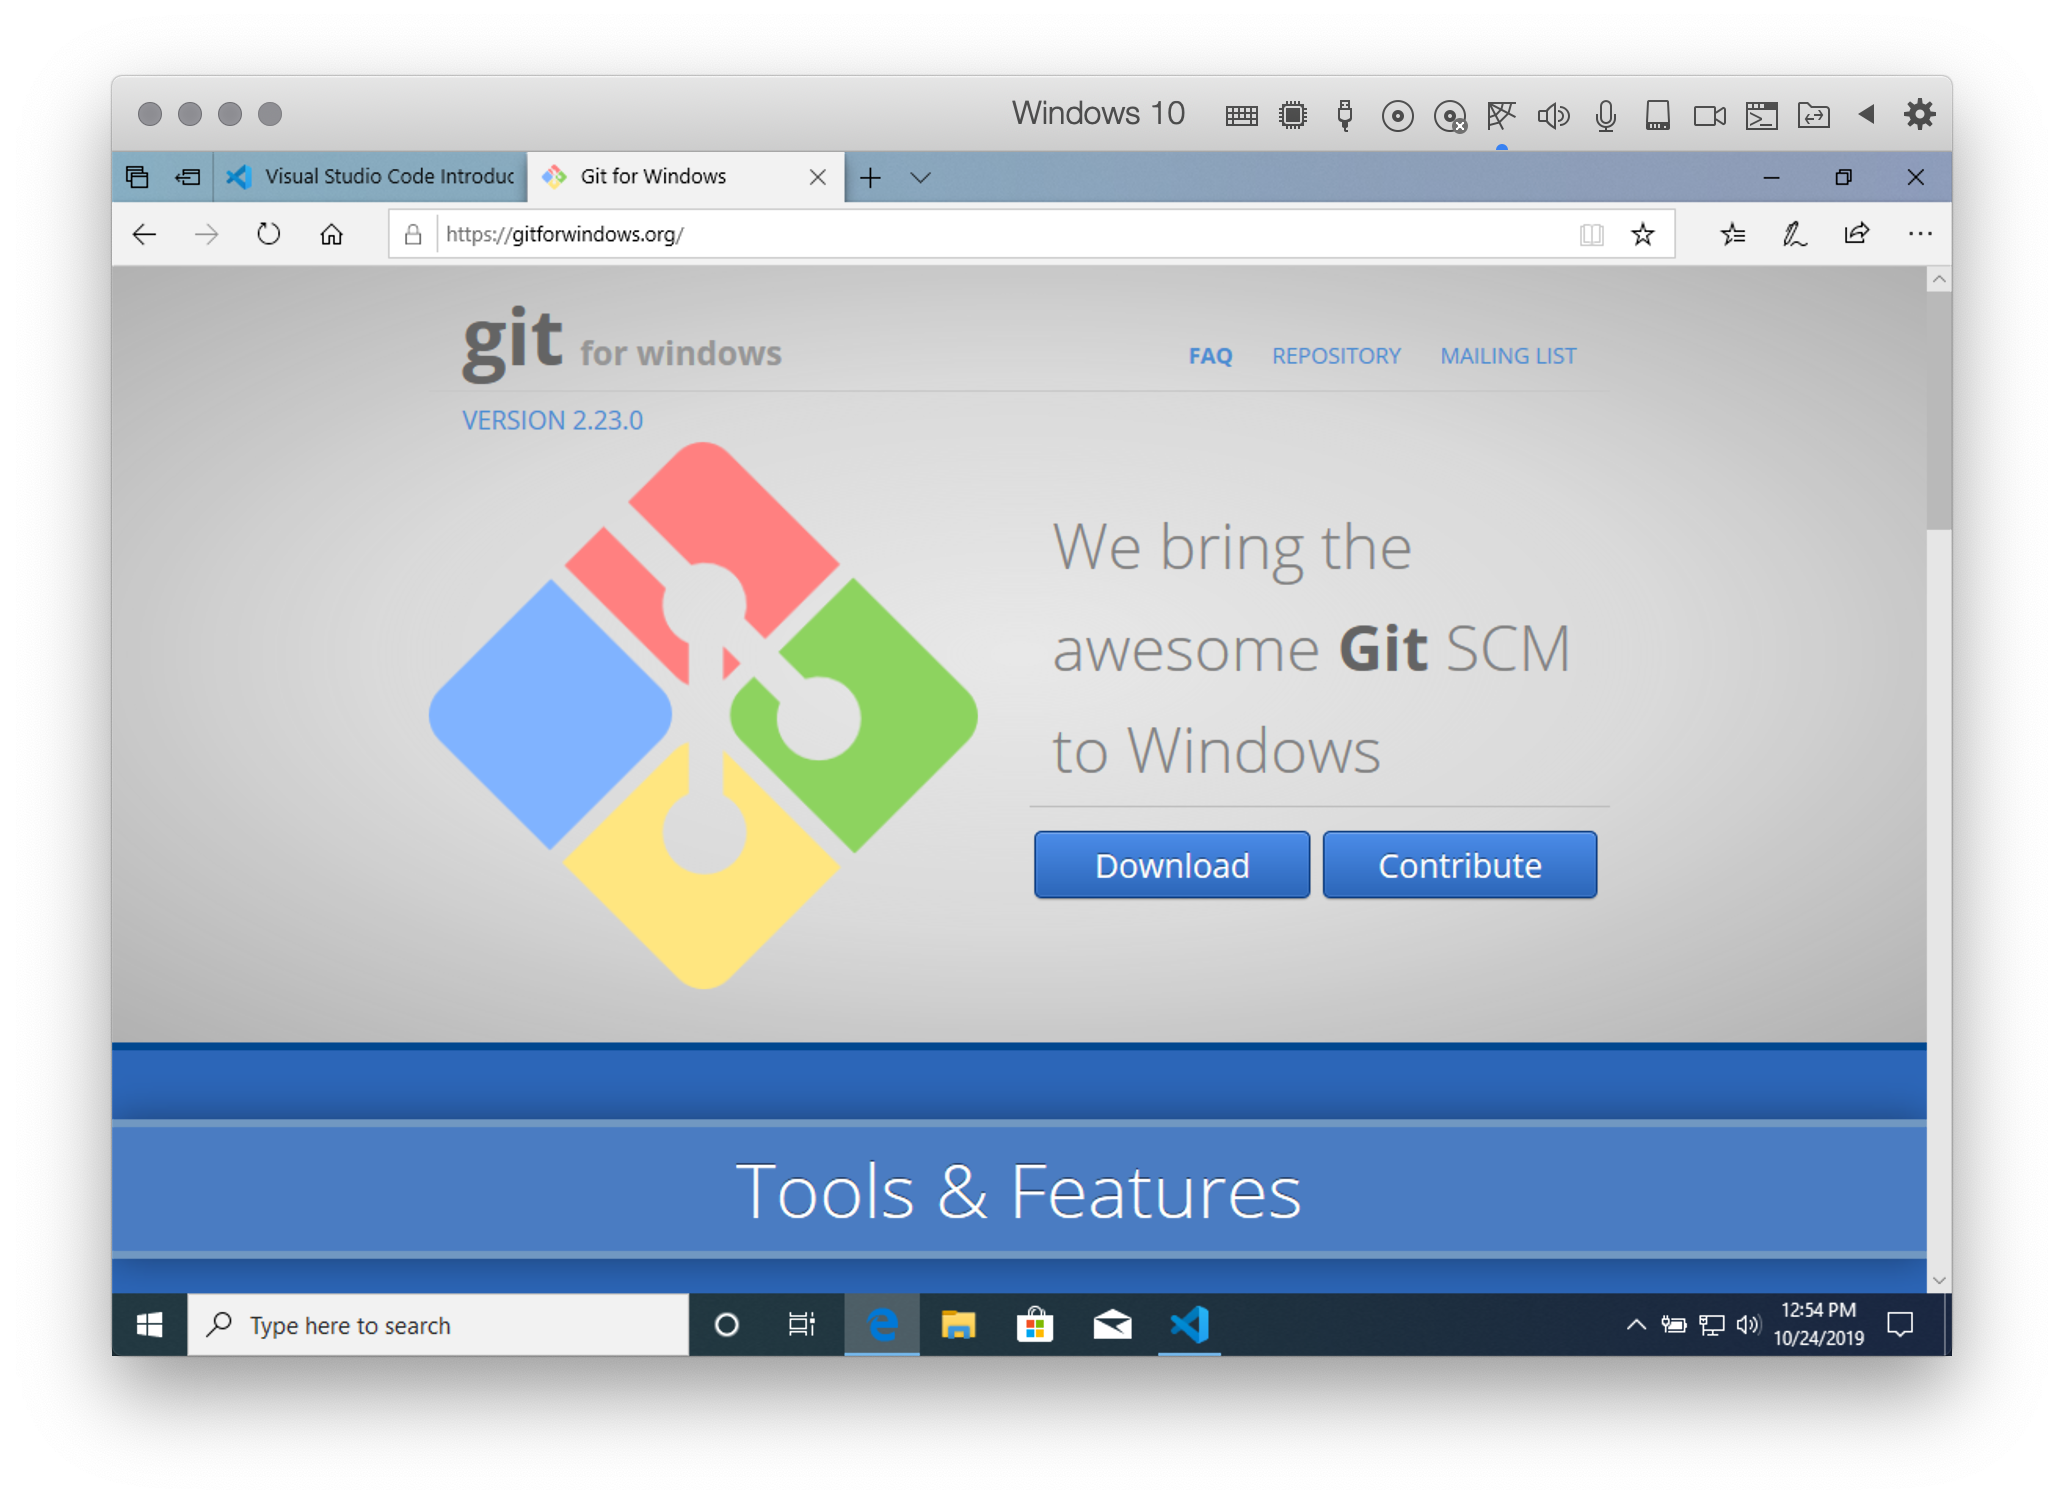 Windows 10
Visual Studio Code Introduc
Git for Windows
https://gitforwindows.org/
git for windows
FAQ
REPOSITORY
MAILING LIST
VERSION 2.23.0
We bring the
awesome Git SCM
to Windows
Download
Contribute
Tools & Features
Type here to search
12:54 PM
10/24/2019